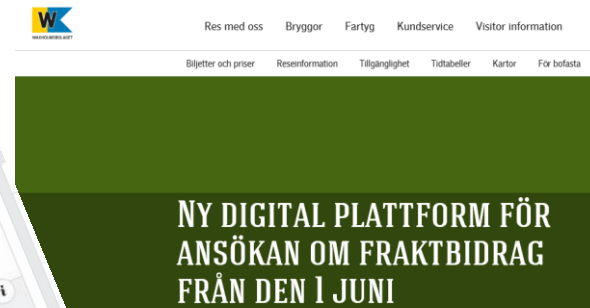 W
WAXHOLMSBOLAGET
Res med oss Bryggor Fartyg Kundservice Visitor information
Biljetter och priser Reseinformation Tillgänglighet Tidtabeller Kartor För bofasta
NY DIGITAL PLATTFORM FÖR
ANSÖKAN OM FRAKTBIDRAG
FRÅN DEN 1 JUNI
i